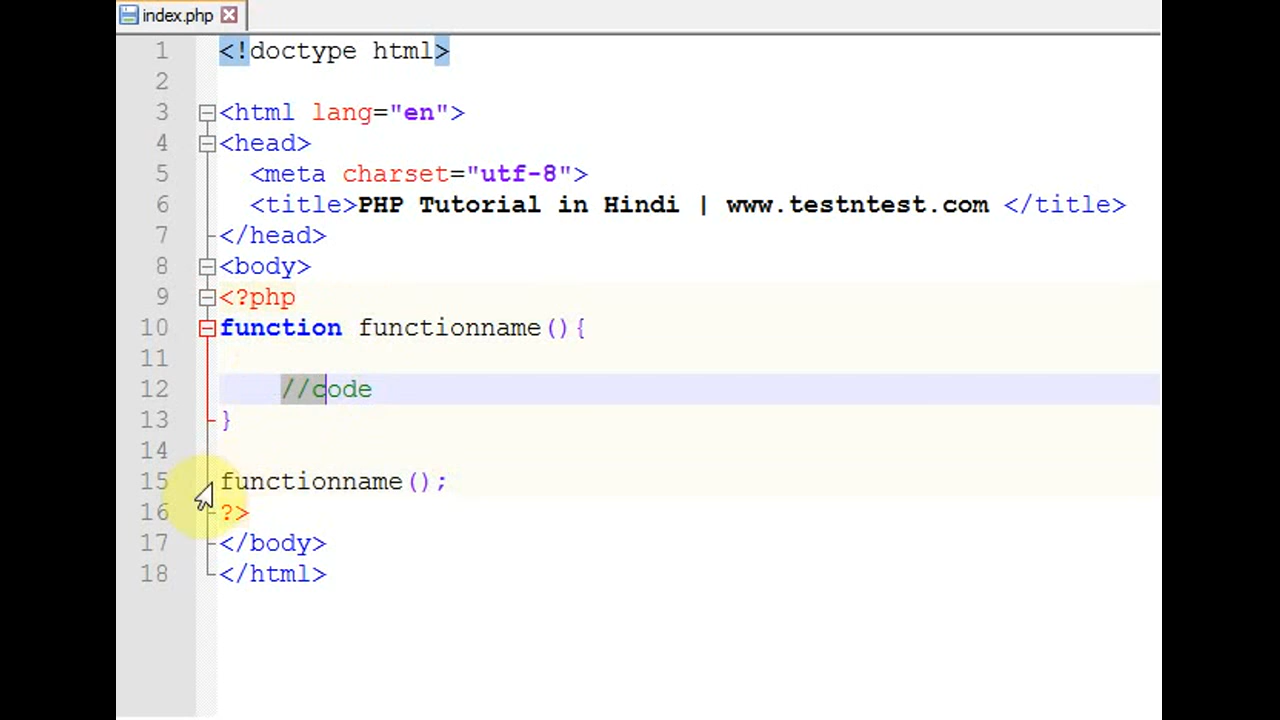 index.php
1 <!doctype html>
2
3 <html lang="en">
4 <head>
5 <meta charset="utf-8">
6 <title>PHP Tutorial in Hindi | www.testntest.com </title>
7 </head>
8 <body>
9 <?php
10 function functionname(){
11
12 //code
13 }
14
15 functionname();
16 ?>
17 </body>
18 </html>